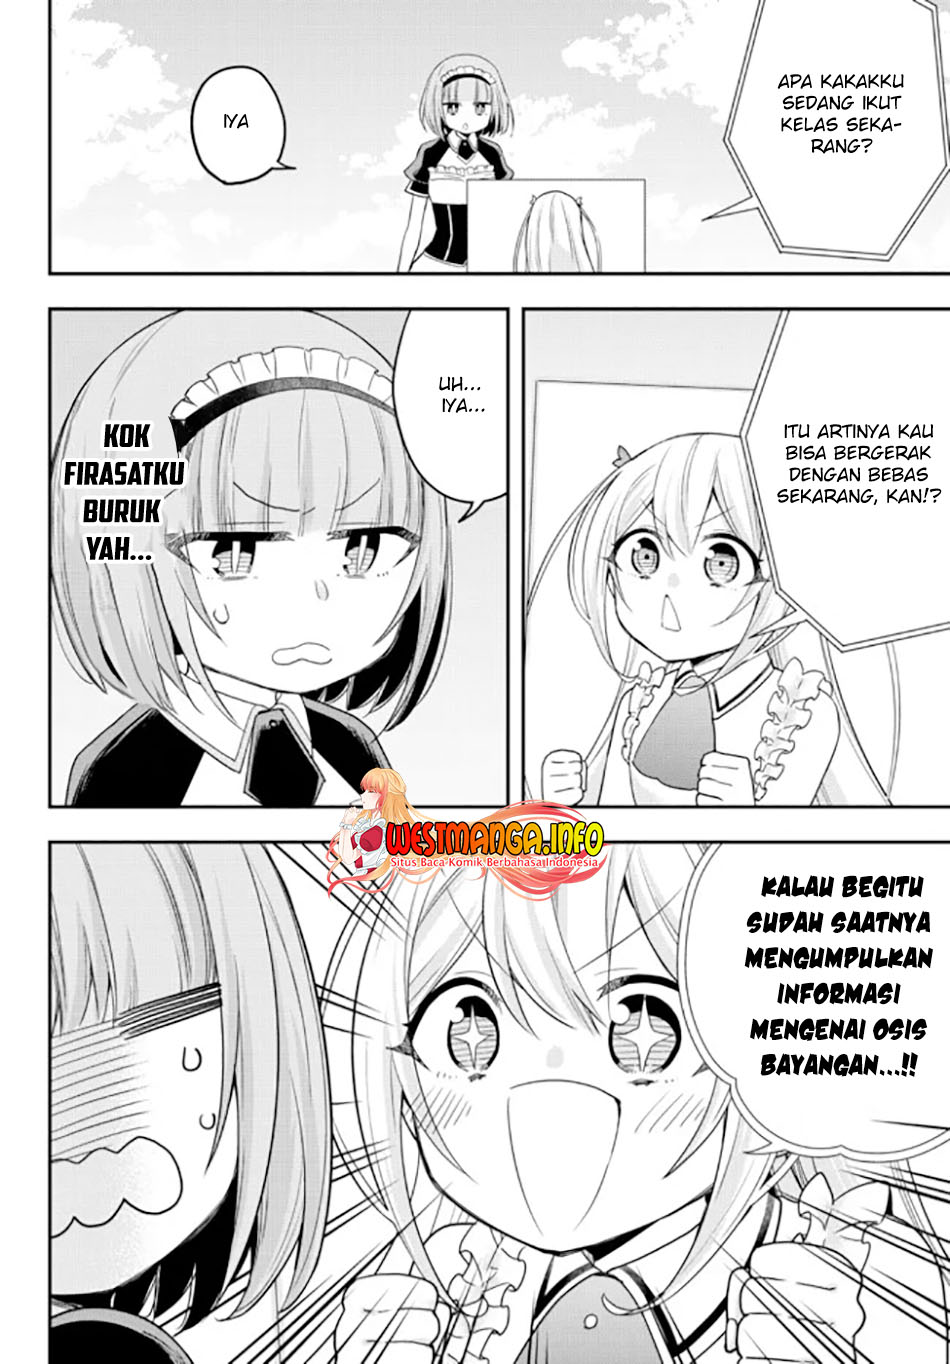 APA KAKAKKU
SEDANG IKUT
KELAS SEKA-
RANG?
IYA
ITU ARTINYA KAU
BISA BERGERAK
DENGAN BEBAS
SEKARANG, KAN!?
UH...
IYA...
KOK
FIRASATKU
BURUK
YAH...
WESTMANGA.INFO
Situs Baca Komik Berbahasa Indonesia
KALAU BEGITU
SUDAH SAATNYA
MENGUMPULKAN
INFORMASI
MENGENAI OSIS
BAYANGAN...!!